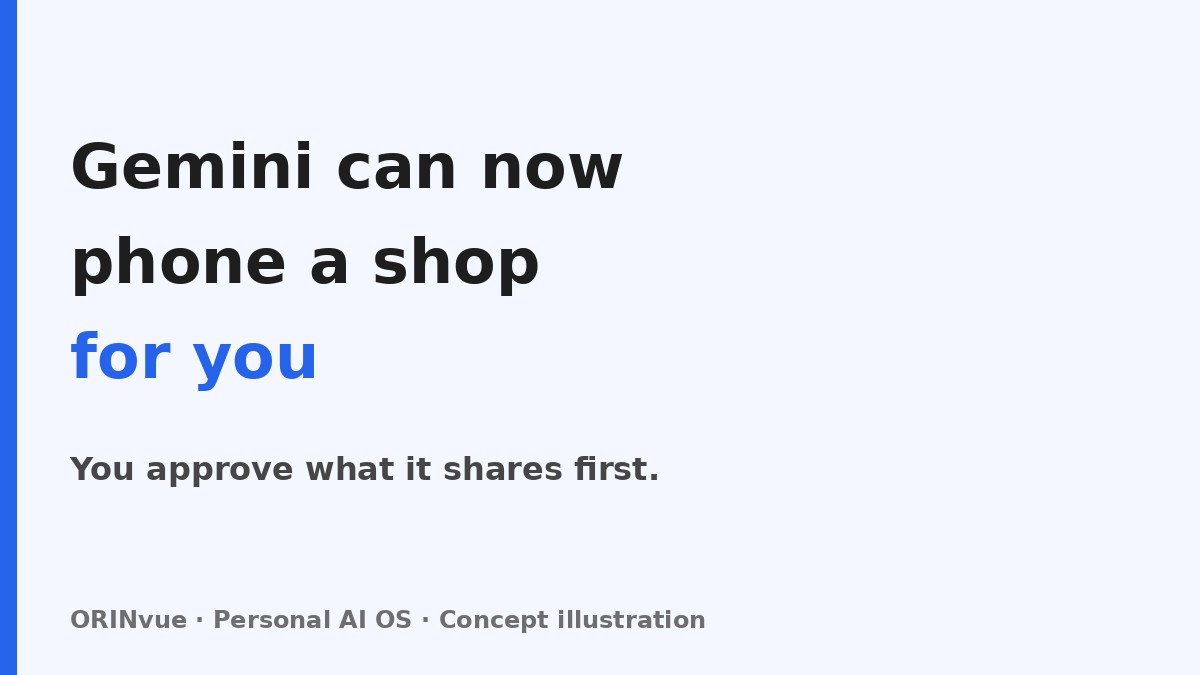 Gemini can now
phone a shop
for you
You approve what it shares first.
ORINvue · Personal AI OS · Concept illustration